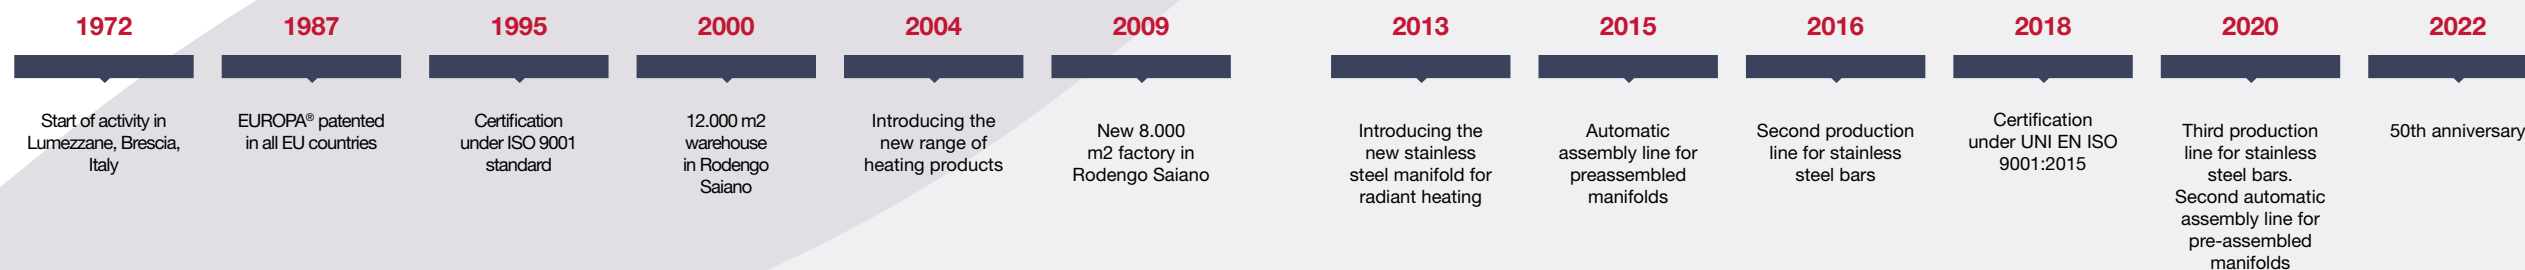 1972
Start of activity in
Lumezzane, Brescia,
Italy
1987
EUROPA® patented
in all EU countries
1995
Certification
under ISO 9001
standard
2000
12.000 m2
warehouse
in Rodengo
Saiano
2004
Introducing the
new range of
heating products
2009
New 8.000
m2 factory in
Rodengo Saiano
2013
Introducing the
new stainless
steel manifold for
radiant heating
2015
Automatic
assembly line for
preassembled
manifolds
2016
Second production
line for stainless
steel bars
2018
Certification
under UNI EN ISO
9001:2015
2020
Third production
line for stainless
steel bars.
Second automatic
assembly line for
pre-assembled
manifolds
2022
50th anniversary